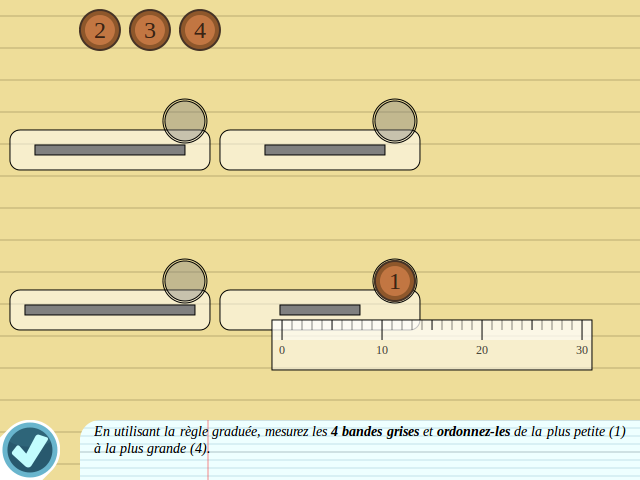 2 3 4
1
0 10 20 30
En utilisant la règle graduée, mesurez les 4 bandes grises et ordonnez-les de la plus petite (1)
à la plus grande (4).